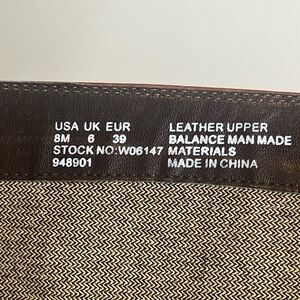 USA UK EUR LEATHER UPPER
8M 6 39 BALANCE MAN MADE
STOCK NO:W06147 MATERIALS
948901 MADE IN CHINA